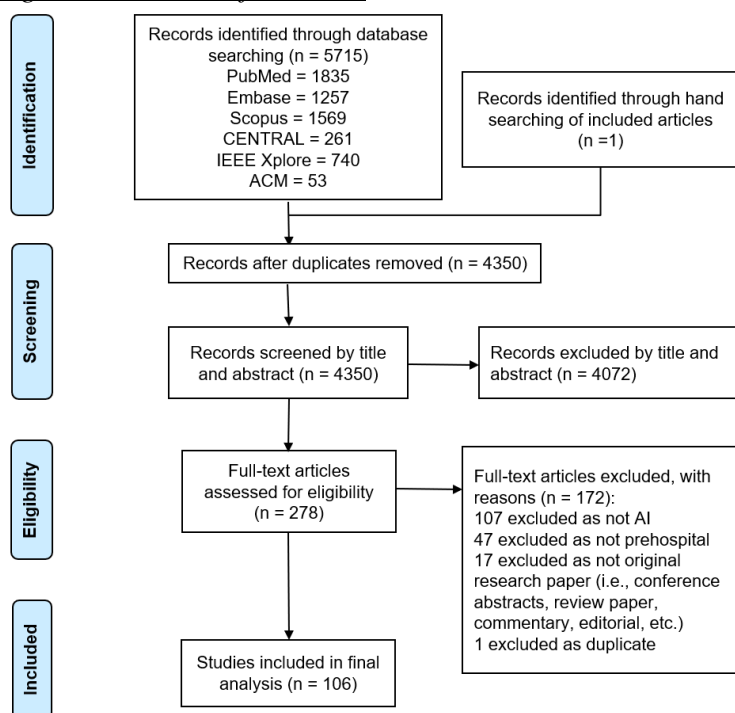 Identification
Records identified through database
searching (n = 5715)
PubMed = 1835
Embase = 1257
Scopus = 1569
CENTRAL = 261
IEEE Xplore = 740
ACM = 53
Records identified through hand
searching of included articles
(n =1)
Screening
Records after duplicates removed (n = 4350)
Records screened by title
and abstract (n = 4350)
Records excluded by title and
abstract (n = 4072)
Eligibility
Full-text articles
assessed for eligibility
(n = 278)
Full-text articles excluded, with
reasons (n = 172):
107 excluded as not AI
47 excluded as not prehospital
17 excluded as not original
research paper (i.e., conference
abstracts, review paper,
commentary, editorial, etc.)
1 excluded as duplicate
Included
Studies included in final
analysis (n = 106)